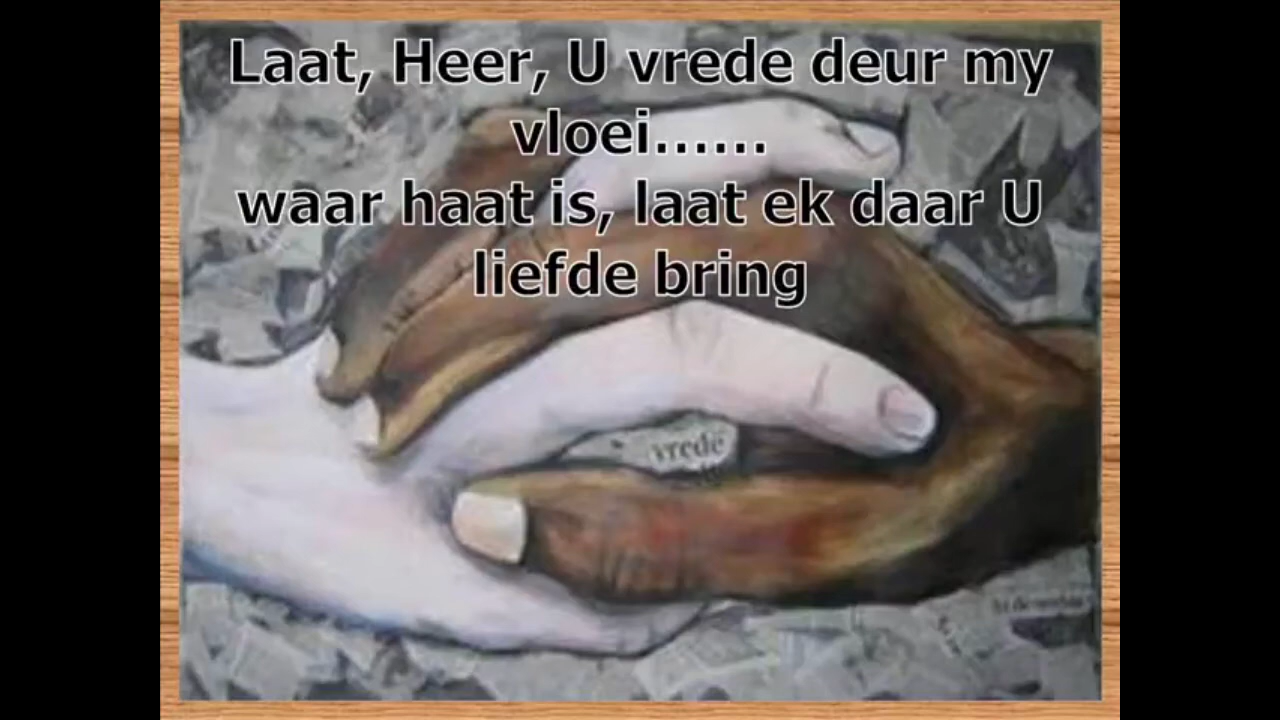 Laat, Heer, U vrede deur my
vloei......
waar haat is, laat ek daar U
liefde bring
vrede